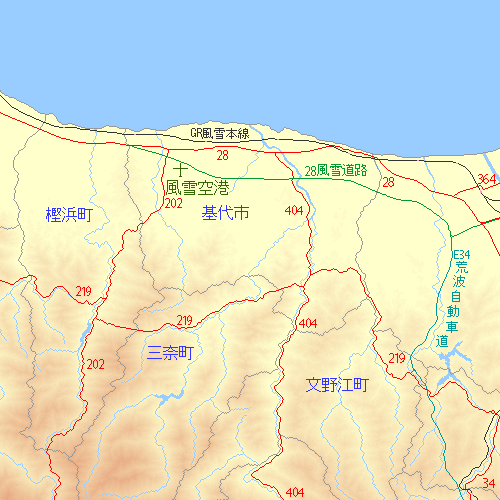 GR風雪本線
28
28風雪道路
風雪空港
28
364
202
樫浜町
基代市
404
E34
荒波自動車道
219
219
404
三奈町
202
219
文野江町
34
404